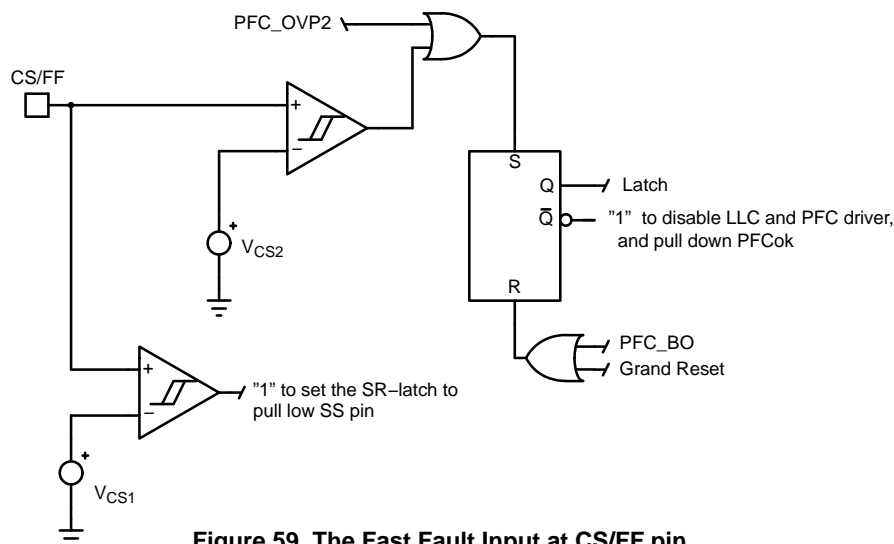 PFC_OVP2
CS/FF
+
−
S
Q
Latch
Q̅
”1” to disable LLC and PFC driver,
and pull down PFCok
+
VCS2
R
PFC_BO
Grand Reset
+
−
”1” to set the SR−latch to
pull low SS pin
+
VCS1
Figure 59. The Fast Fault Input at CS/FF pin